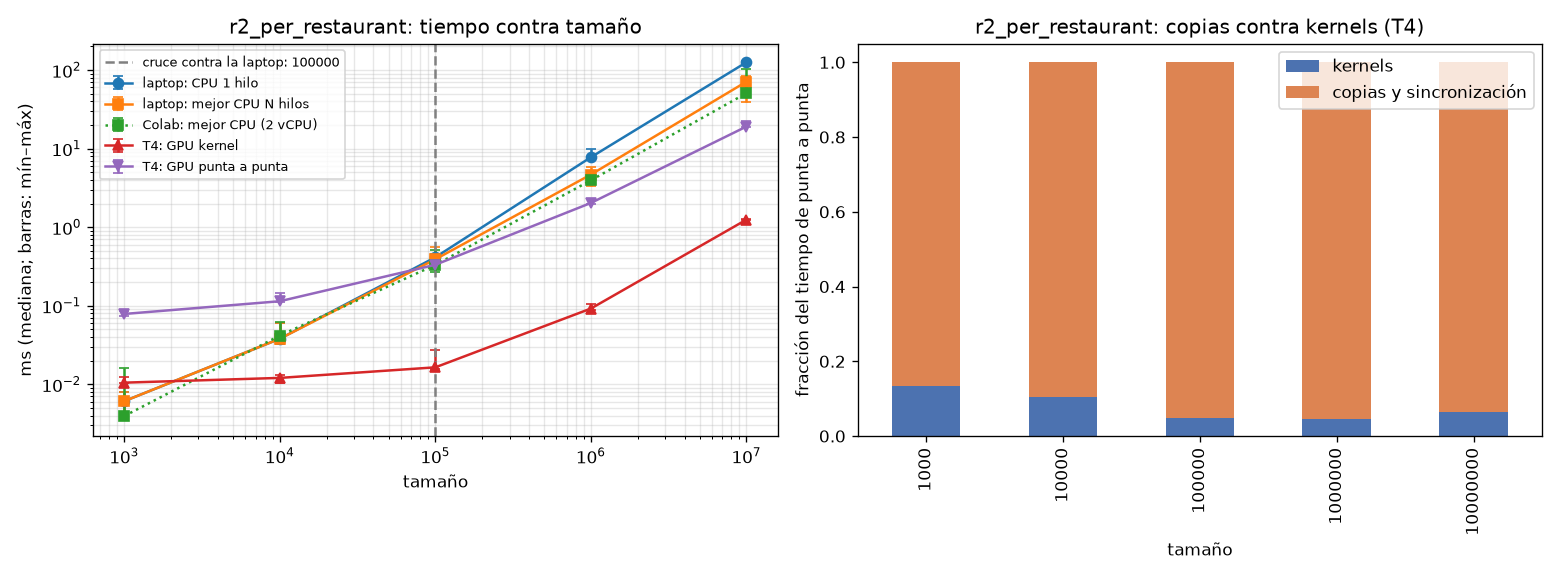 r2_per_restaurant: tiempo contra tamaño
ms (mediana; barras: mín–máx)
10²
10¹
10⁰
10⁻¹
10⁻²
cruce contra la laptop: 100000
laptop: CPU 1 hilo
laptop: mejor CPU N hilos
Colab: mejor CPU (2 vCPU)
T4: GPU kernel
T4: GPU punta a punta
10³ 10⁴ 10⁵ 10⁶ 10⁷
tamaño
r2_per_restaurant: copias contra kernels (T4)
fracción del tiempo de punta a punta
1.0
0.8
0.6
0.4
0.2
0.0
kernels
copias y sincronización
1000
10000
100000
1000000
10000000
tamaño